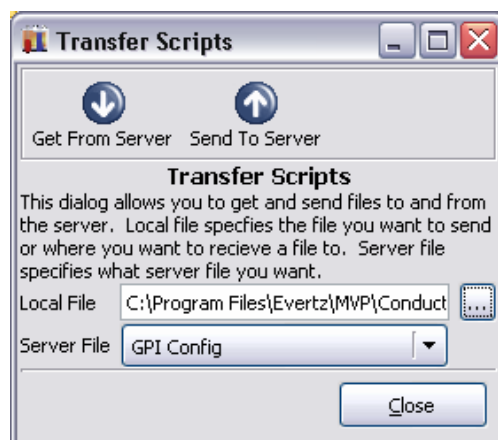 Transfer Scripts
Get From Server Send To Server
Transfer Scripts
This dialog allows you to get and send files to and from
the server. Local file specfies the file you want to send
or where you want to recieve a file to. Server file
specifies what server file you want.
Local File C:\Program Files\Evertz\MVP\Conduct ...
Server File GPI Config
Close